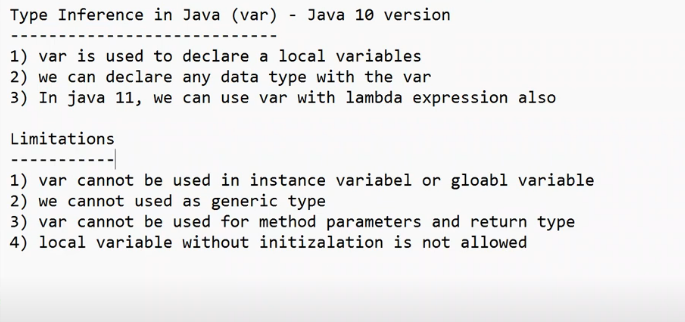 Type Inference in Java (var) - Java 10 version
----------------------------
1) var is used to declare a local variables
2) we can declare any data type with the var
3) In java 11, we can use var with lambda expression also
Limitations
-----------
1) var cannot be used in instance variabel or gloabl variable
2) we cannot used as generic type
3) var cannot be used for method parameters and return type
4) local variable without initizalation is not allowed